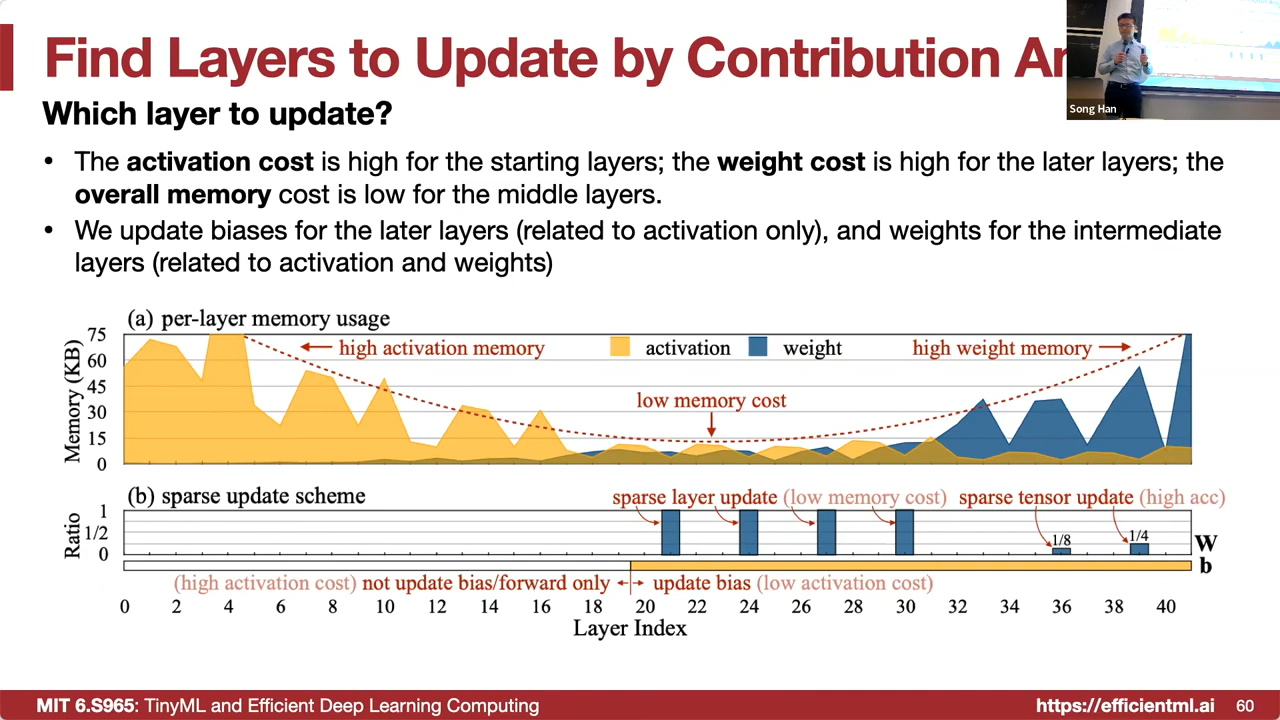 Find Layers to Update by Contribution
Song Han
Which layer to update?
• The activation cost is high for the starting layers; the weight cost is high for the later layers; the
overall memory cost is low for the middle layers.
• We update biases for the later layers (related to activation only), and weights for the intermediate
layers (related to activation and weights)
(a) per-layer memory usage
Memory (KB)
75
60
45
30
15
0
high activation memory
activation
weight
high weight memory
low memory cost
(b) sparse update scheme
sparse layer update (low memory cost)
sparse tensor update (high acc)
Ratio
1
1/2
0
1/8
1/4
W
b
(high activation cost) not update bias/forward only
update bias (low activation cost)
0 2 4 6 8 10 12 14 16 18 20 22 24 26 28 30 32 34 36 38 40
Layer Index
MIT 6.S965: TinyML and Efficient Deep Learning Computing
https://efficientml.ai
60